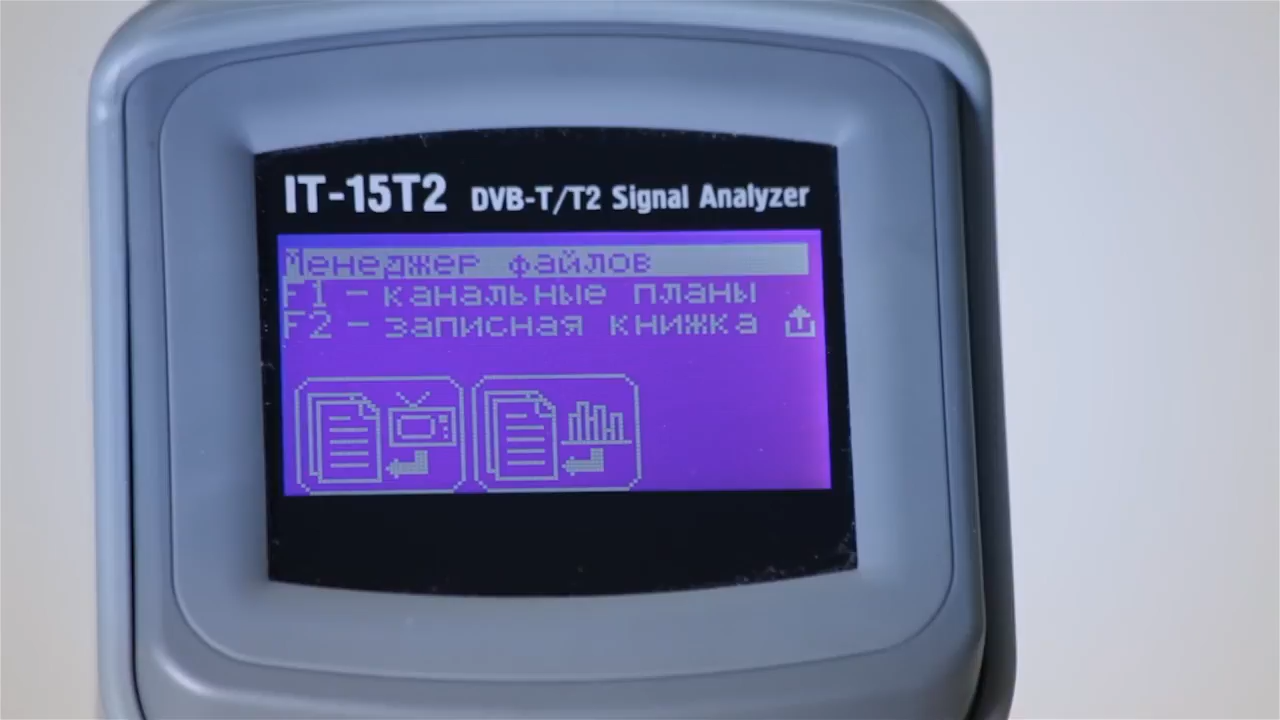 IT-15T2 DVB-T/T2 Signal Analyzer
Менеджер файлов
F1 - канальные планы
F2 - записная книжка